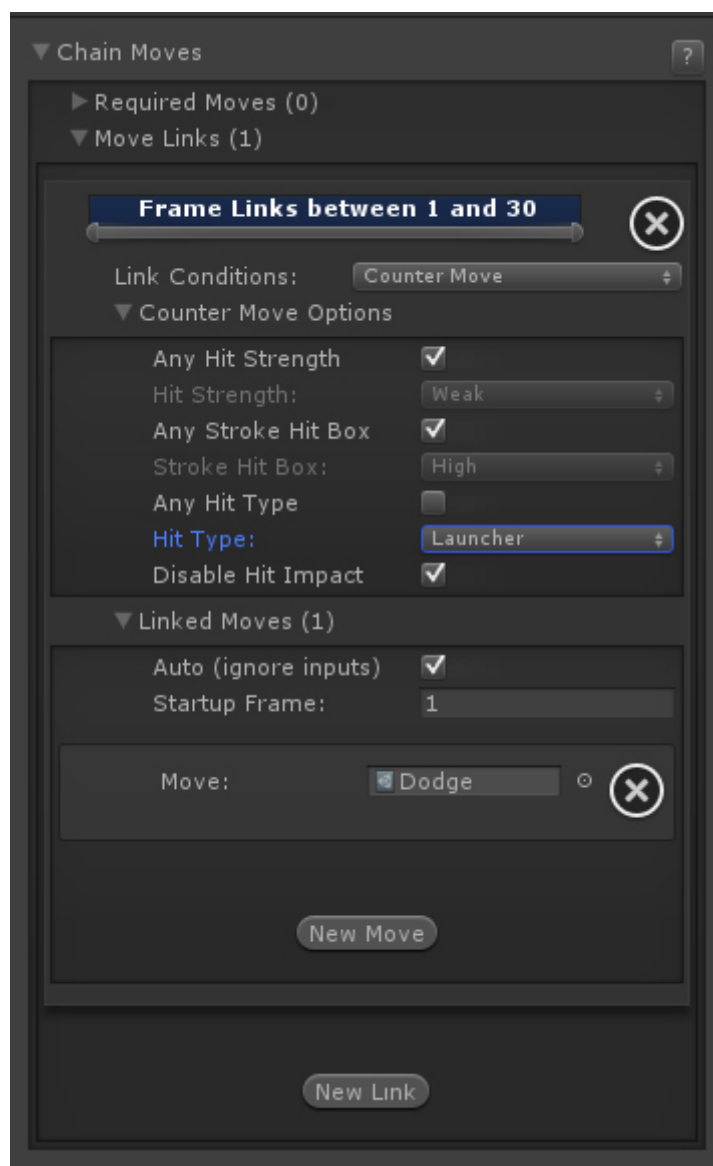 Chain Moves
?
Required Moves (0)
Move Links (1)
Frame Links between 1 and 30
Link Conditions: Counter Move
Counter Move Options
Any Hit Strength
Hit Strength: Weak
Any Stroke Hit Box
Stroke Hit Box: High
Any Hit Type
Hit Type: Launcher
Disable Hit Impact
Linked Moves (1)
Auto (ignore inputs)
Startup Frame: 1
Move: Dodge
New Move
New Link